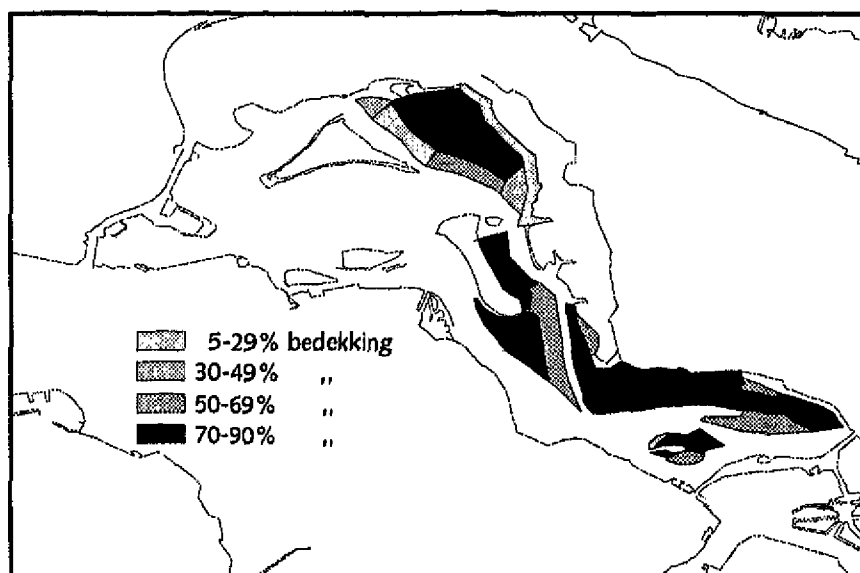 5-29% bedekking
30-49% ,,
50-69% ,,
70-90% ,,